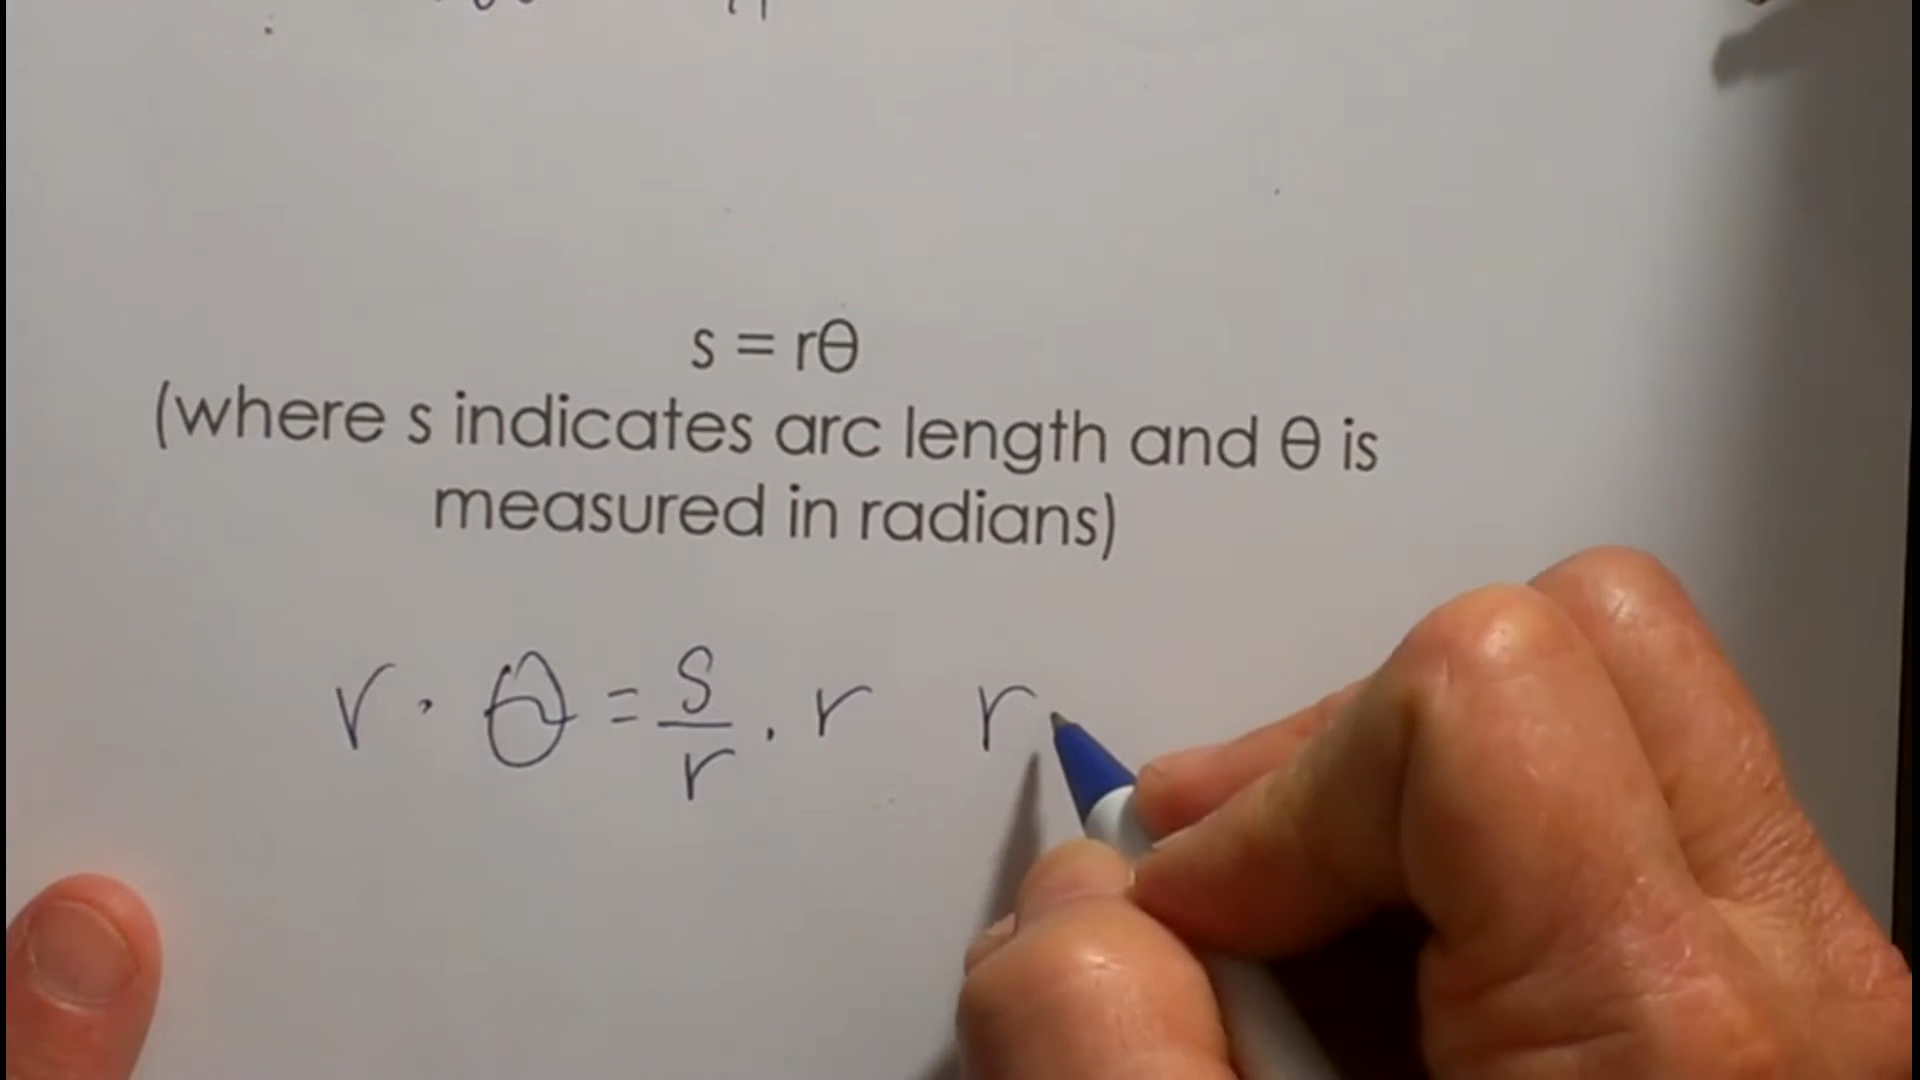 s = rθ
(where s indicates arc length and θ is
measured in radians)
r · θ = s/r · r r